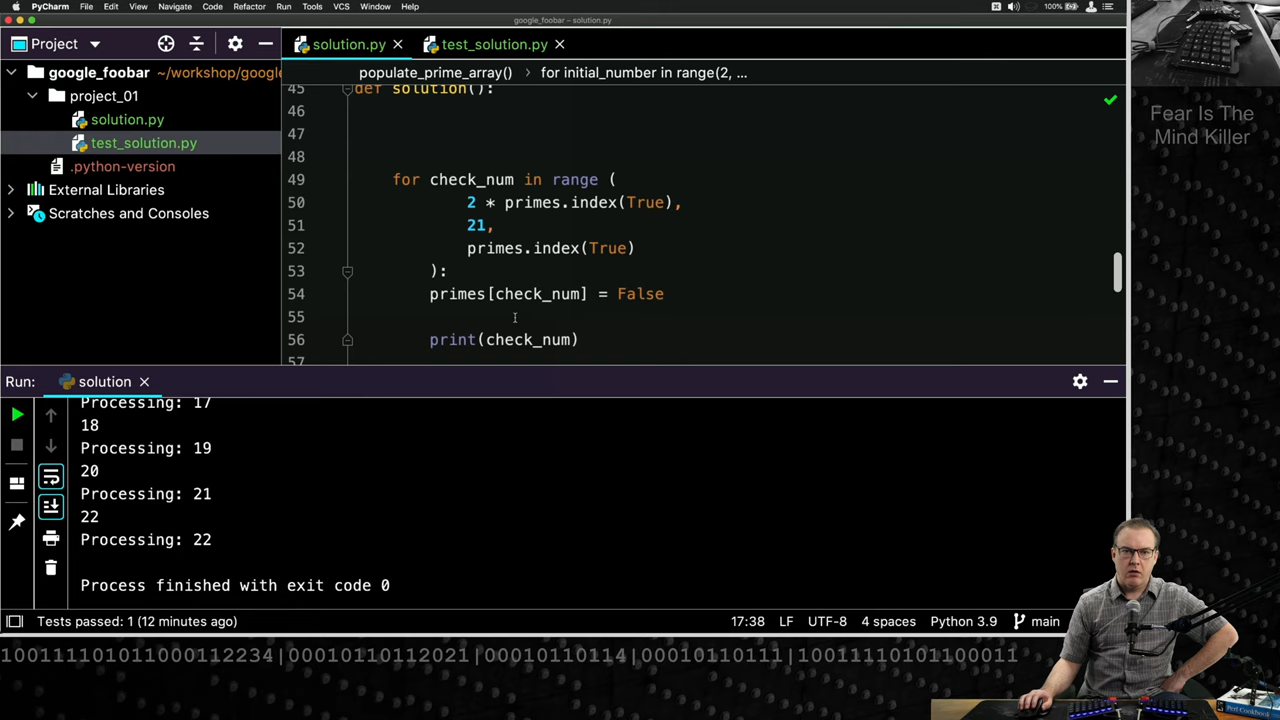 PyCharm File Edit View Navigate Code Refactor Run Tools VCS Window Help 100%
google_foobar – solution.py
Project
solution.py
test_solution.py
google_foobar ~/workshop/google
project_01
solution.py
test_solution.py
.python-version
External Libraries
Scratches and Consoles
populate_prime_array() › for initial_number in range(2, ...
45 def solution():
46
47
48
49 for check_num in range (
50 2 * primes.index(True),
51 21,
52 primes.index(True)
53 ):
54 primes[check_num] = False
55
56 print(check_num)
57
Fear Is The
Mind Killer
Run: solution
Processing: 17
18
Processing: 19
20
Processing: 21
22
Processing: 22
Process finished with exit code 0
Tests passed: 1 (12 minutes ago)
17:38 LF UTF-8 4 spaces Python 3.9 main
Perl Cookbook